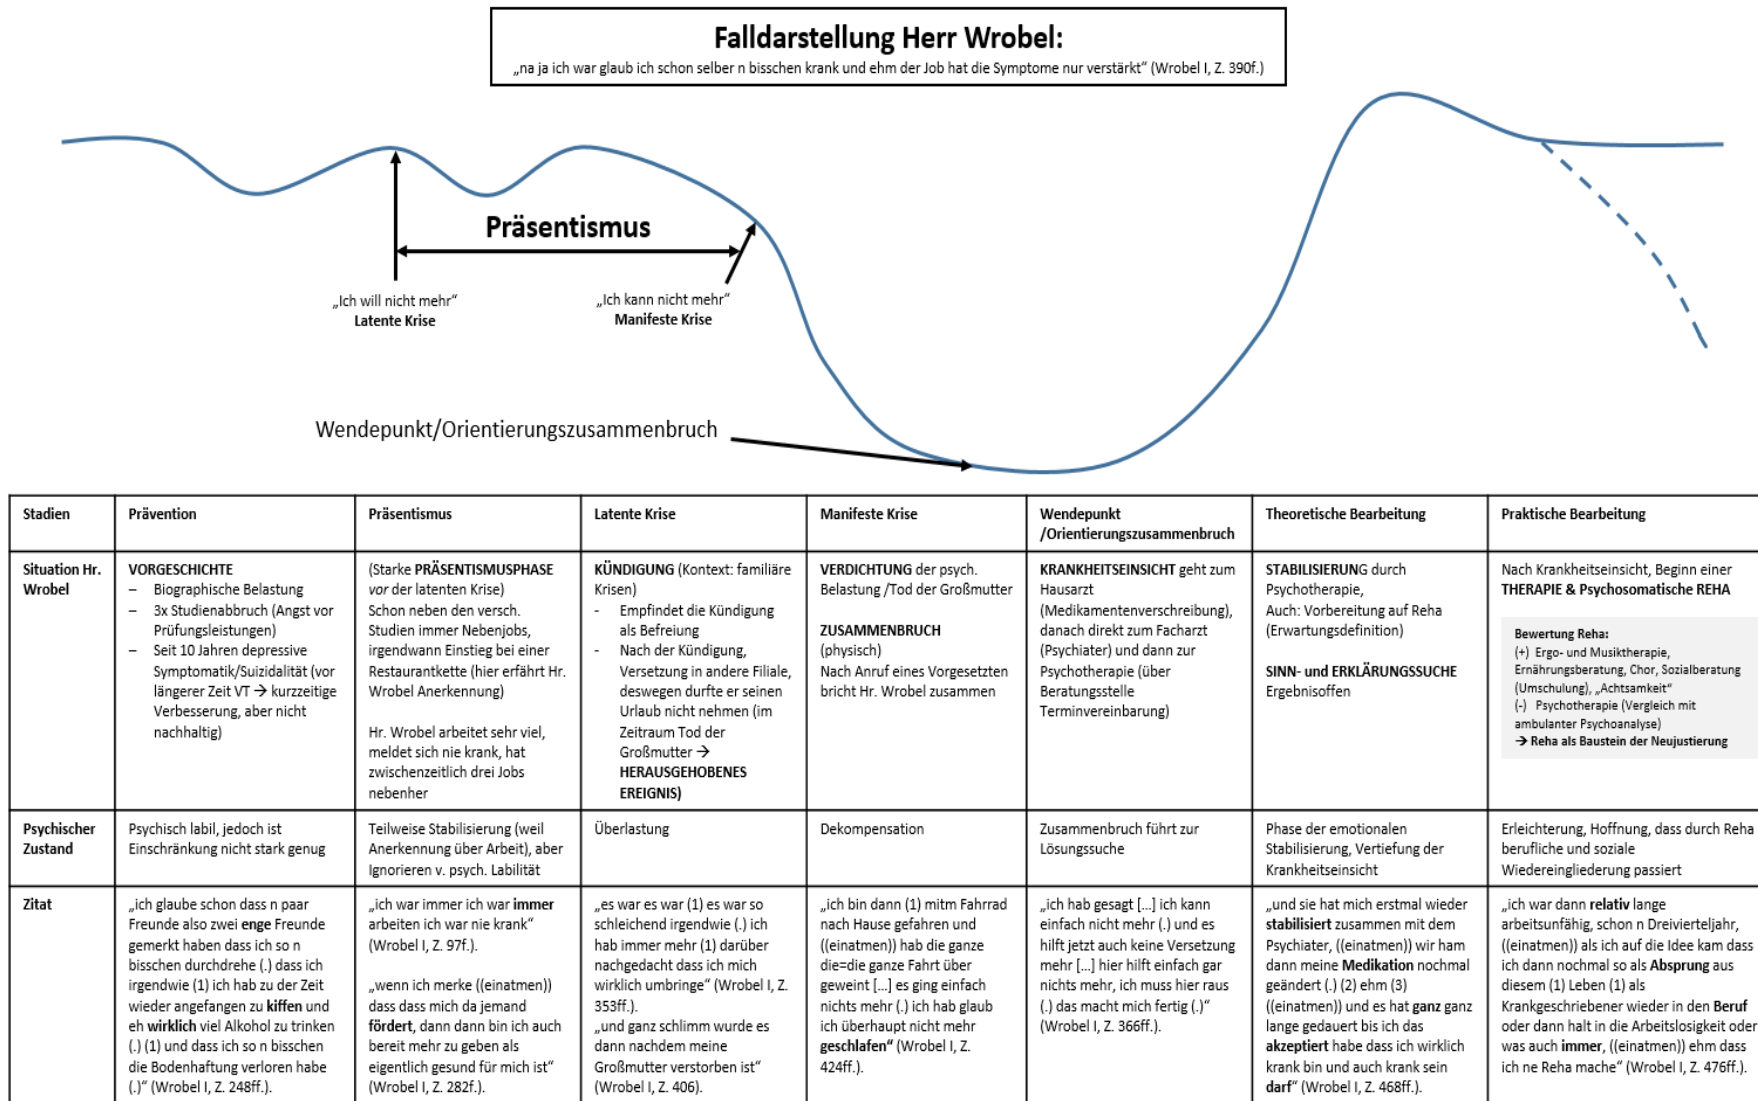 Falldarstellung Herr Wrobel:
„na ja ich war glaub ich schon selber n bisschen krank und ehm der Job hat die Symptome nur verstärkt“ (Wrobel I, Z. 390f.)
Präsentismus
„Ich will nicht mehr“
Latente Krise
„Ich kann nicht mehr“
Manifeste Krise
Wendepunkt/Orientierungszusammenbruch
Stadien
Prävention
Präsentismus
Latente Krise
Manifeste Krise
Wendepunkt
/Orientierungszusammenbruch
Theoretische Bearbeitung
Praktische Bearbeitung
Situation Hr.
Wrobel
VORGESCHICHTE
– Biographische Belastung
– 3x Studienabbruch (Angst vor
Prüfungsleistungen)
– Seit 10 Jahren depressive
Symptomatik/Suizidalität (vor
längerer Zeit VT → kurzzeitige
Verbesserung, aber nicht
nachhaltig)
(Starke PRÄSENTISMUSPHASE
vor der latenten Krise)
Schon neben den versch.
Studien immer Nebenjobs,
irgendwann Einstieg bei einer
Restaurantkette (hier erfährt Hr.
Wrobel Anerkennung)
Hr. Wrobel arbeitet sehr viel,
meldet sich nie krank, hat
zwischenzeitlich drei Jobs
nebenher
KÜNDIGUNG (Kontext: familiäre
Krisen)
- Empfindet die Kündigung
als Befreiung
- Nach der Kündigung,
Versetzung in andere Filiale,
deswegen durfte er seinen
Urlaub nicht nehmen (im
Zeitraum Tod der
Großmutter →
HERAUSGEHOBENES
EREIGNIS)
VERDICHTUNG der psych.
Belastung /Tod der Großmutter
ZUSAMMENBRUCH
(physisch)
Nach Anruf eines Vorgesetzten
bricht Hr. Wrobel zusammen
KRANKHEITSEINSICHT geht zum
Hausarzt
(Medikamentenverschreibung),
danach direkt zum Facharzt
(Psychiater) und dann zur
Psychotherapie (über
Beratungsstelle
Terminvereinbarung)
STABILISIERUNG durch
Psychotherapie,
Auch: Vorbereitung auf Reha
(Erwartungsdefinition)
SINN- und ERKLÄRUNGSSUCHE
Ergebnisoffen
Nach Krankheitseinsicht, Beginn einer
THERAPIE & Psychosomatische REHA
Bewertung Reha:
(+) Ergo- und Musiktherapie,
Ernährungsberatung, Chor, Sozialberatung
(Umschulung), „Achtsamkeit“
(-) Psychotherapie (Vergleich mit
ambulanter Psychoanalyse)
→ Reha als Baustein der Neujustierung
Psychischer
Zustand
Psychisch labil, jedoch ist
Einschränkung nicht stark genug
Teilweise Stabilisierung (weil
Anerkennung über Arbeit), aber
Ignorieren v. psych. Labilität
Überlastung
Dekompensation
Zusammenbruch führt zur
Lösungssuche
Phase der emotionalen
Stabilisierung, Vertiefung der
Krankheitseinsicht
Erleichterung, Hoffnung, dass durch Reha
berufliche und soziale
Wiedereingliederung passiert
Zitat
„ich glaube schon dass n paar
Freunde also zwei enge Freunde
gemerkt haben dass ich so n
bisschen durchdrehe (.) dass ich
irgendwie (1) ich hab zu der Zeit
wieder angefangen zu kiffen und
eh wirklich viel Alkohol zu trinken
(.) (1) und dass ich so n bisschen
die Bodenhaftung verloren habe
(.)“ (Wrobel I, Z. 248ff.).
„ich war immer ich war immer
arbeiten ich war nie krank“
(Wrobel I, Z. 97f.).
„wenn ich merke ((einatmen))
dass dass mich da jemand
fördert, dann dann bin ich auch
bereit mehr zu geben als
eigentlich gesund für mich ist“
(Wrobel I, Z. 282f.).
„es war es war (1) es war so
schleichend irgendwie (.) ich
hab immer mehr (1) darüber
nachgedacht dass ich mich
wirklich umbringe“ (Wrobel I, Z.
353ff.).
„und ganz schlimm wurde es
dann nachdem meine
Großmutter verstorben ist“
(Wrobel I, Z. 406).
„ich bin dann (1) mitm Fahrrad
nach Hause gefahren und
((einatmen)) hab die ganze
die=die ganze Fahrt über
geweint [...] es ging einfach
nichts mehr (.) ich hab glaub
ich überhaupt nicht mehr
geschlafen“ (Wrobel I, Z.
424ff.).
„ich hab gesagt [...] ich kann
einfach nicht mehr (.) und es
hilft jetzt auch keine Versetzung
mehr [...] hier hilft einfach gar
nichts mehr, ich muss hier raus
(.) das macht mich fertig (.)“
(Wrobel I, Z. 366ff.).
„und sie hat mich erstmal wieder
stabilisiert zusammen mit dem
Psychiater, ((einatmen)) wir ham
dann meine Medikation nochmal
geändert (.) (2) ehm (3)
((einatmen)) und es hat ganz ganz
lange gedauert bis ich das
akzeptiert habe dass ich wirklich
krank bin und auch krank sein
darf“ (Wrobel I, Z. 468ff.).
„ich war dann relativ lange
arbeitsunfähig, schon n Dreivierteljahr,
((einatmen)) als ich auf die Idee kam dass
ich dann nochmal so als Absprung aus
diesem (1) Leben (1) als
Krankgeschriebener wieder in den Beruf
oder dann halt in die Arbeitslosigkeit oder
was auch immer, ((einatmen)) ehm dass
ich ne Reha mache“ (Wrobel I, Z. 476ff.).